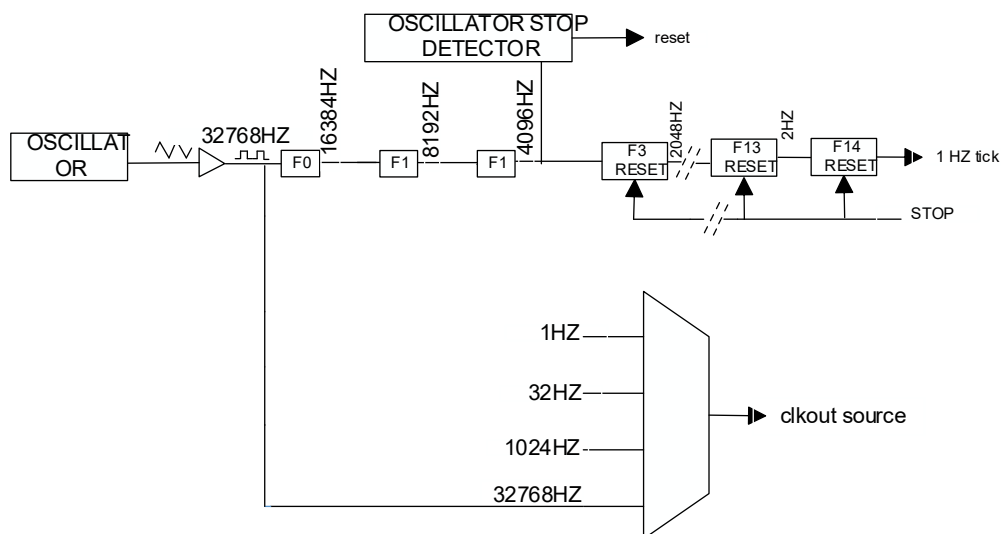 OSCILLATOR STOP
DETECTOR
reset
OSCILLAT
OR
32768HZ
16384HZ
8192HZ
4096HZ
2048HZ
2HZ
F0
F1
F1
F3
RESET
F13
RESET
F14
RESET
1 HZ tick
STOP
1HZ
32HZ
1024HZ
32768HZ
clkout source